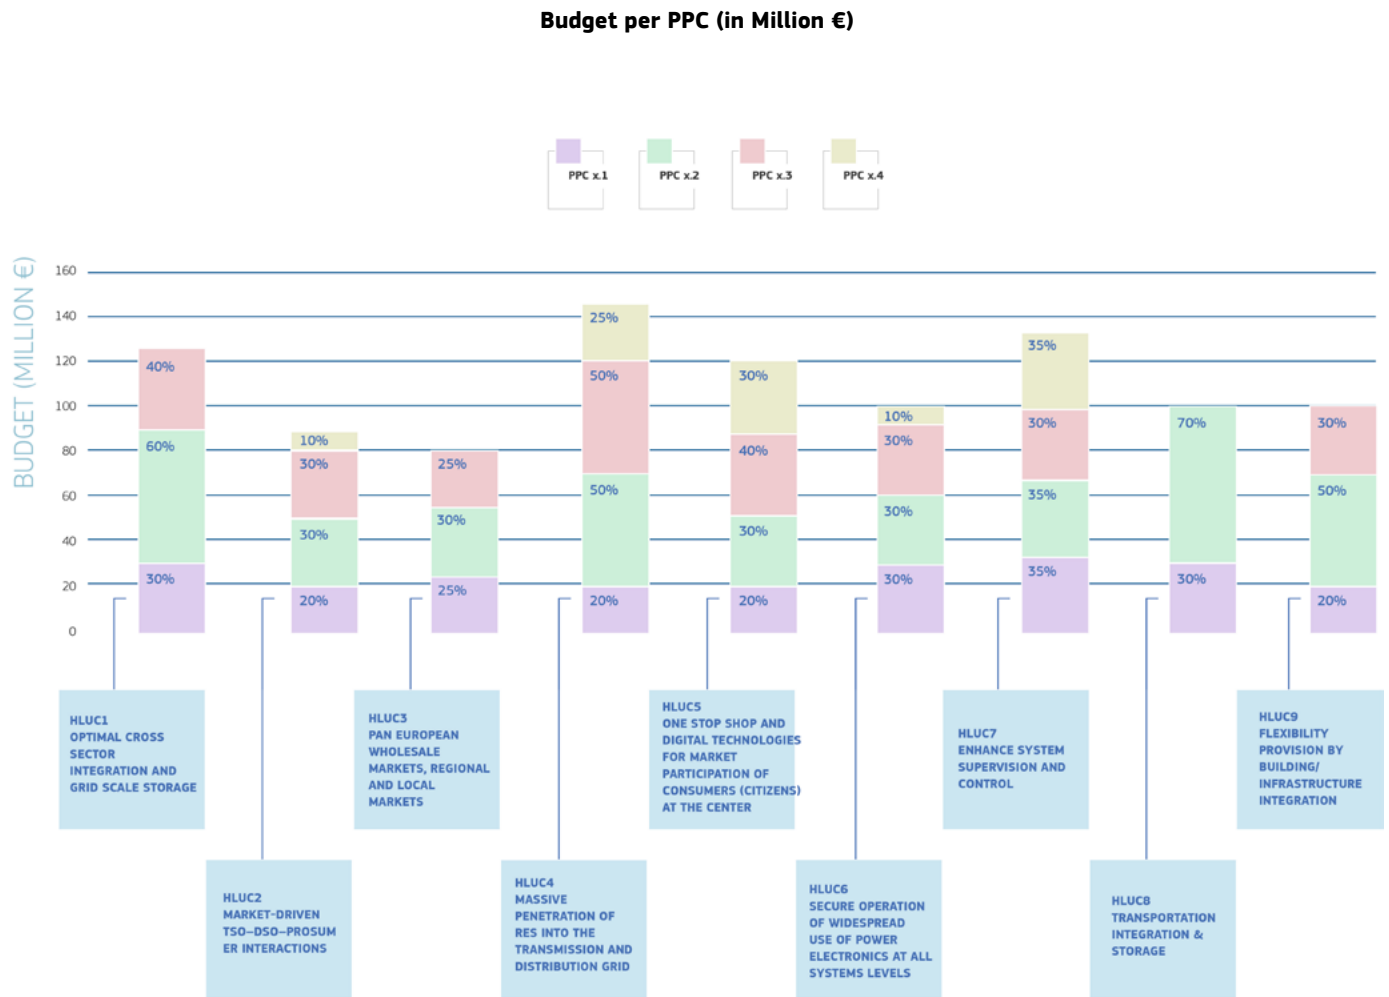 Budget per PPC (in Million €)
PPC x.1
PPC x.2
PPC x.3
PPC x.4
BUDGET (MILLION €)
160
140
120
100
80
60
40
20
0
40%
60%
30%
10%
30%
30%
20%
25%
30%
25%
25%
50%
50%
20%
30%
40%
30%
20%
10%
30%
30%
30%
35%
30%
35%
35%
70%
30%
30%
50%
20%
HLUC1
OPTIMAL CROSS
SECTOR
INTEGRATION AND
GRID SCALE STORAGE
HLUC2
MARKET-DRIVEN
TSO–DSO–PROSUM
ER INTERACTIONS
HLUC3
PAN EUROPEAN
WHOLESALE
MARKETS, REGIONAL
AND LOCAL
MARKETS
HLUC4
MASSIVE
PENETRATION OF
RES INTO THE
TRANSMISSION AND
DISTRIBUTION GRID
HLUC5
ONE STOP SHOP AND
DIGITAL TECHNOLOGIES
FOR MARKET
PARTICIPATION OF
CONSUMERS (CITIZENS)
AT THE CENTER
HLUC6
SECURE OPERATION
OF WIDESPREAD
USE OF POWER
ELECTRONICS AT ALL
SYSTEMS LEVELS
HLUC7
ENHANCE SYSTEM
SUPERVISION AND
CONTROL
HLUC8
TRANSPORTATION
INTEGRATION &
STORAGE
HLUC9
FLEXIBILITY
PROVISION BY
BUILDING/
INFRASTRUCTURE
INTEGRATION